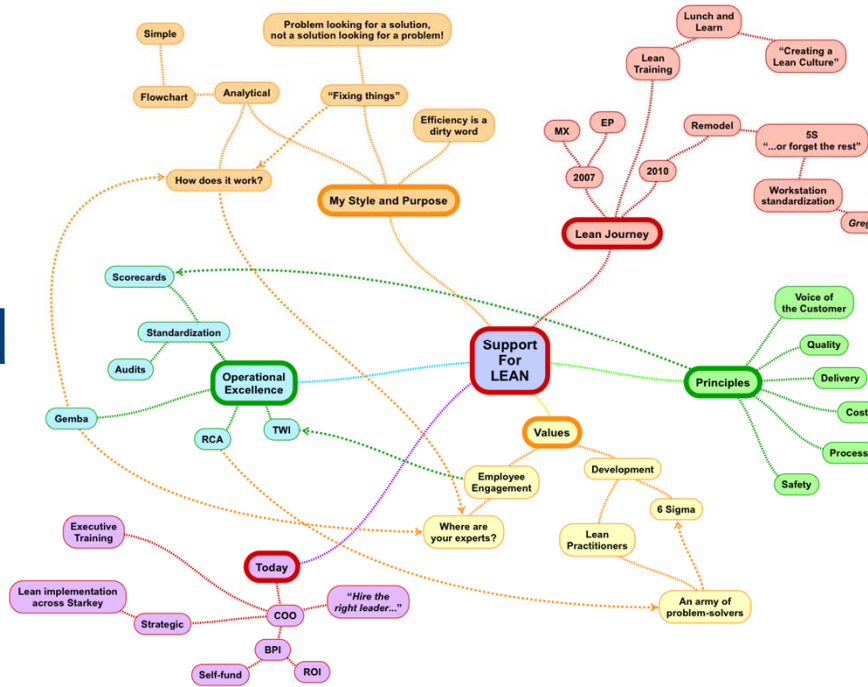 Problem looking for a solution,
not a solution looking for a problem!
Simple
Flowchart
Analytical
“Fixing things”
Efficiency is a
dirty word
How does it work?
My Style and Purpose
Lunch and
Learn
Lean
Training
“Creating a
Lean Culture”
MX
EP
2007
2010
Remodel
5S
“...or forget the rest”
Workstation
standardization
Greg
Lean Journey
Scorecards
Standardization
Audits
Operational
Excellence
Gemba
RCA
TWI
Support
For
LEAN
Principles
Voice of
the Customer
Quality
Delivery
Cost
Process
Safety
Values
Employee
Engagement
Where are
your experts?
Development
6 Sigma
Lean
Practitioners
An army of
problem-solvers
Today
Executive
Training
Lean implementation
across Starkey
Strategic
COO
“Hire the
right leader...”
BPI
Self-fund
ROI